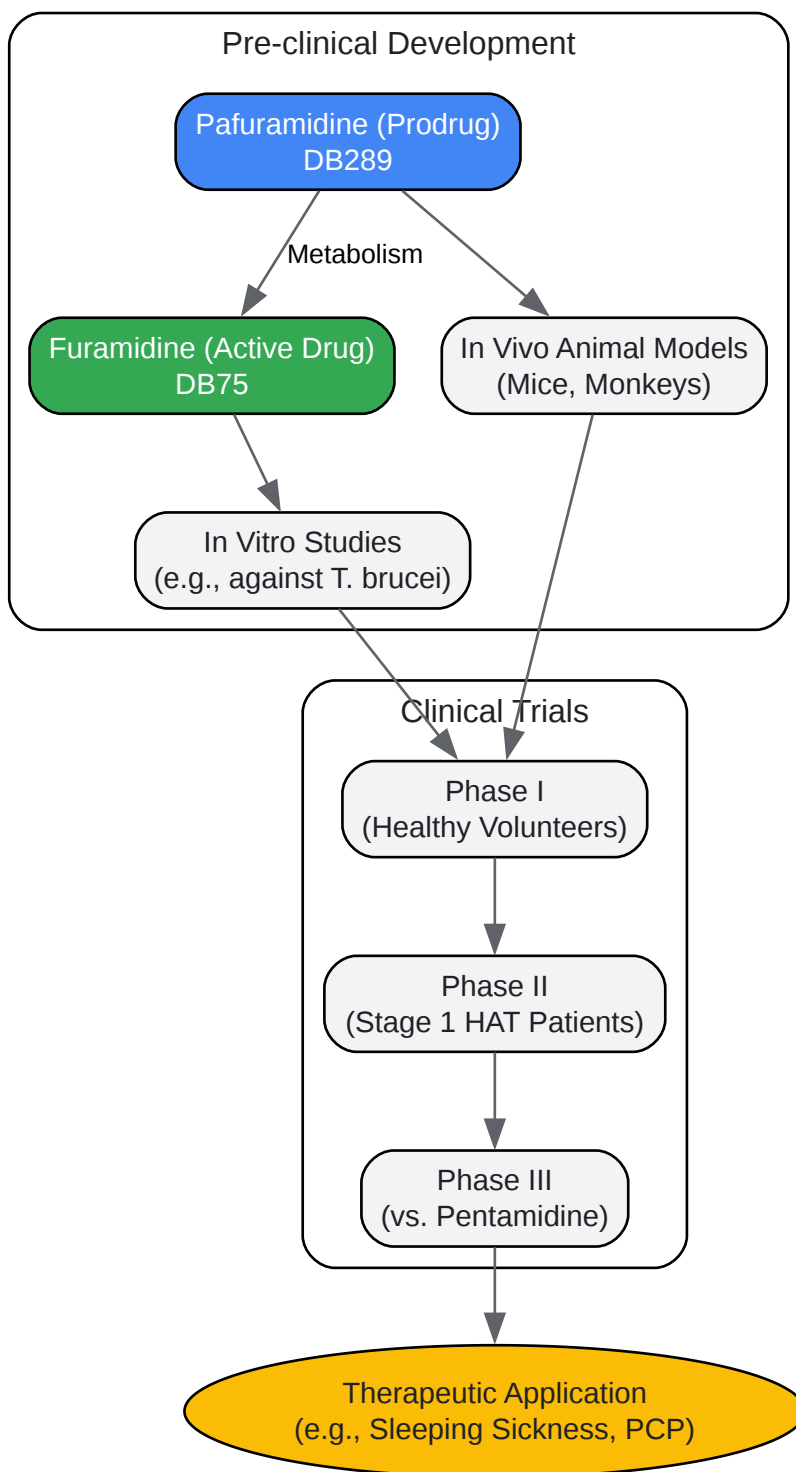 Pre-clinical Development
Pafuramidine (Prodrug)
DB289
Metabolism
Furamidine (Active Drug)
DB75
In Vivo Animal Models
(Mice, Monkeys)
In Vitro Studies
(e.g., against T. brucei)
Clinical Trials
Phase I
(Healthy Volunteers)
Phase II
(Stage 1 HAT Patients)
Phase III
(vs. Pentamidine)
Therapeutic Application
(e.g., Sleeping Sickness, PCP)